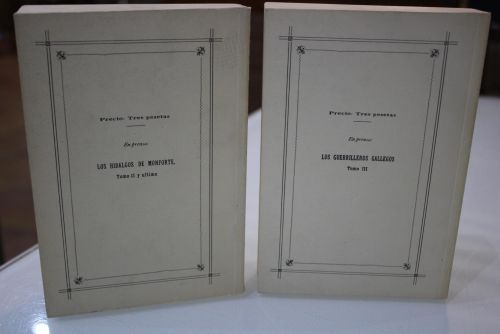 Precio: Tres pesetas
En prensa
LOS HIDALGOS DE MONFORTE.
Tomo II y ultimo
Precio: Tres pesetas
En prensa
LOS GUERRILLEROS GALLEGOS
Tomo III